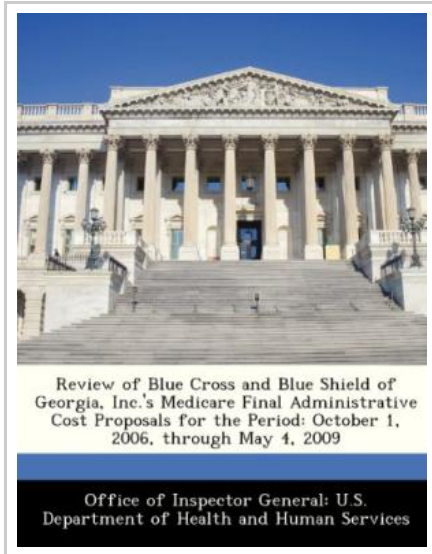 Review of Blue Cross and Blue Shield of
Georgia, Inc.'s Medicare Final Administrative
Cost Proposals for the Period: October 1,
2006, through May 4, 2009
Office of Inspector General: U.S.
Department of Health and Human Services